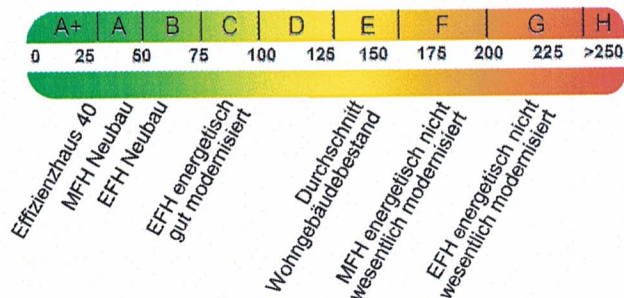 A+ A B C D E F G H
0 25 50 75 100 125 150 175 200 225 >250
Effizienzhaus 40
MFH Neubau
EFH Neubau
EFH energetisch
gut modernisiert
Durchschnitt
Wohngebäudebestand
MFH energetisch nicht
wesentlich modernisiert
EFH energetisch nicht
wesentlich modernisiert